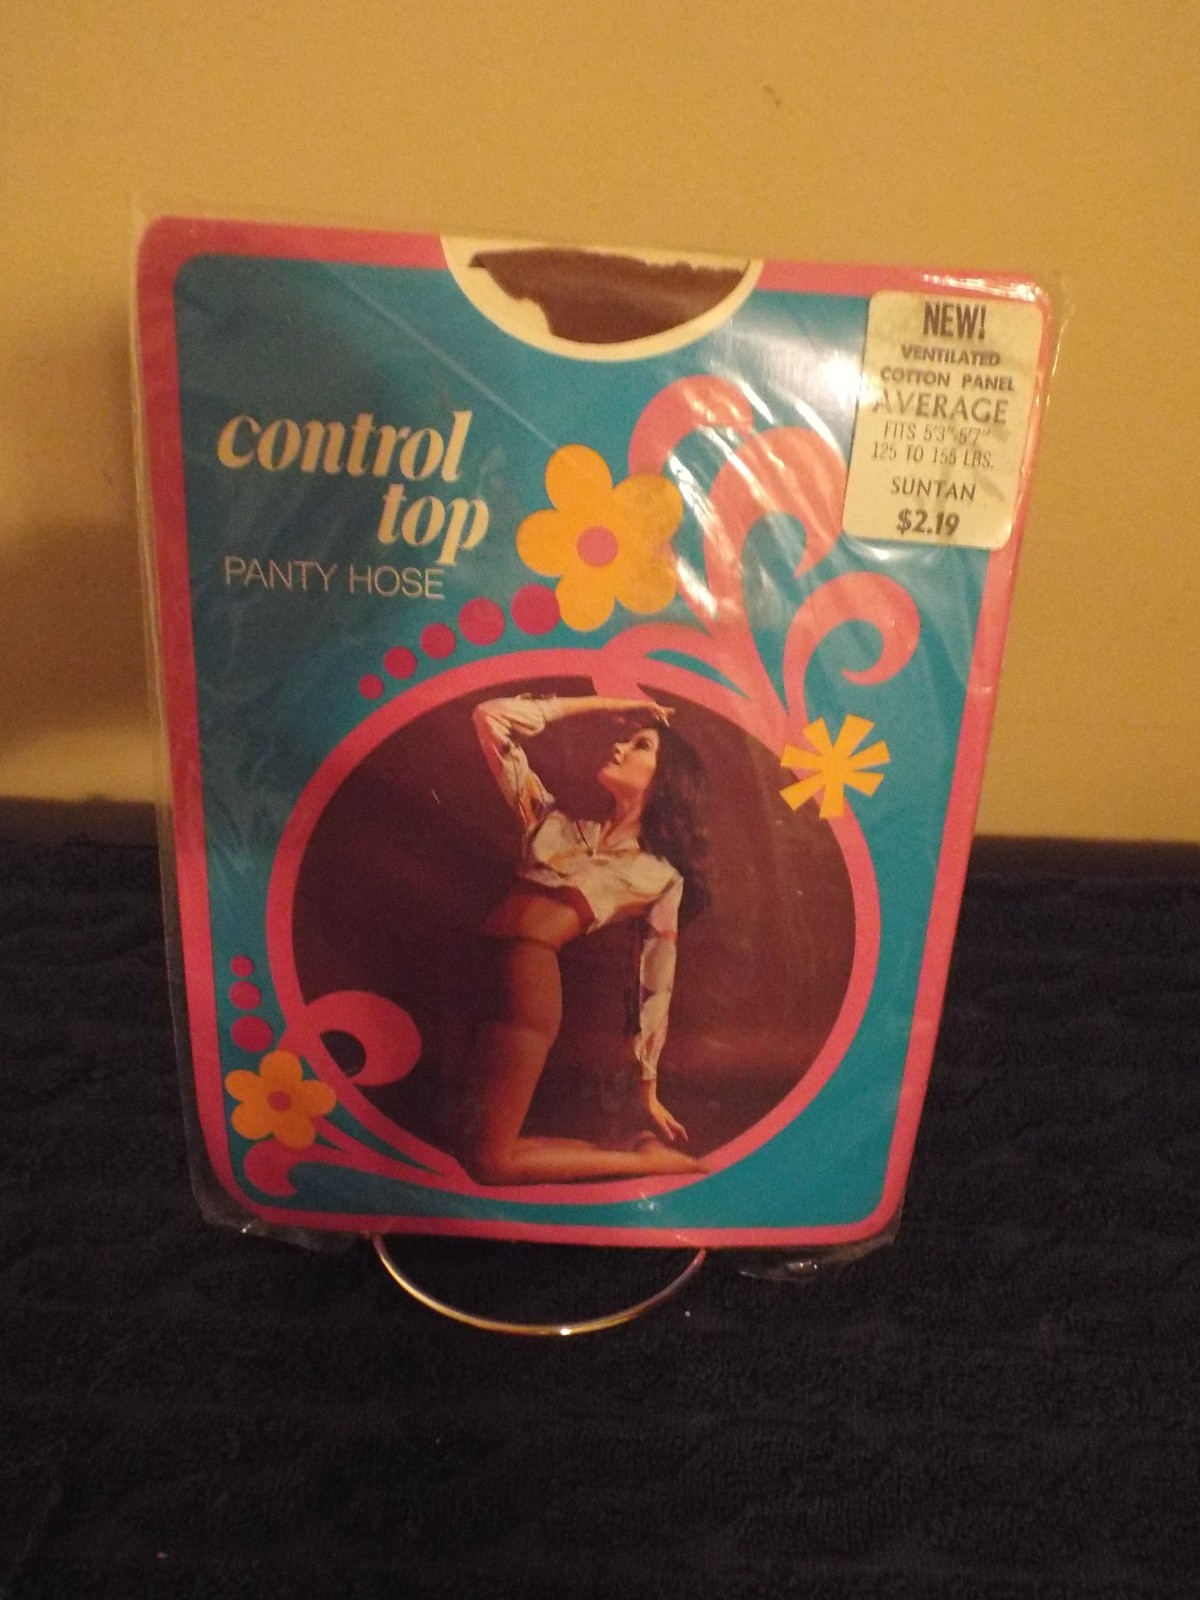 control
top
PANTY HOSE
NEW!
VENTILATED
COTTON PANEL
AVERAGE
FITS 5'3"-5'7"
125 TO 155 LBS.
SUNTAN
$2.19